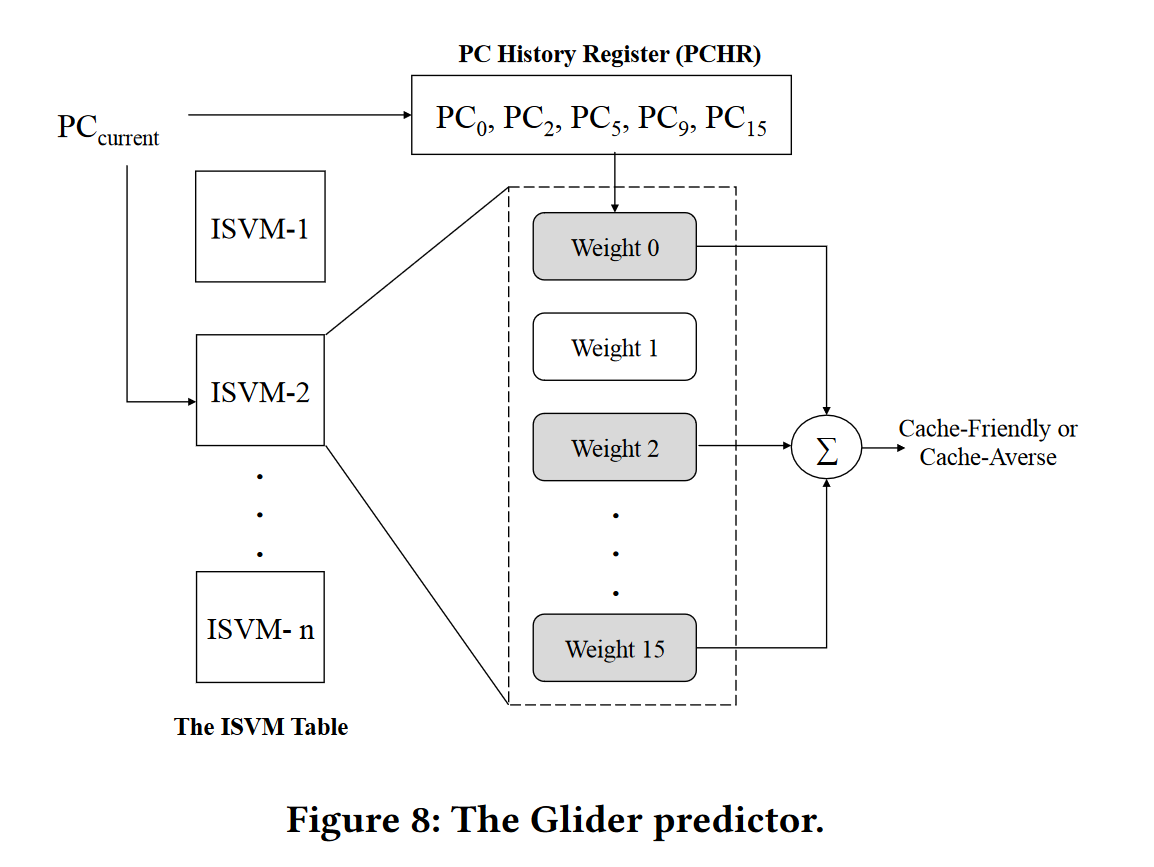 PC History Register (PCHR)
PC0, PC2, PC5, PC9, PC15
PCcurrent
ISVM-1
ISVM-2
.
.
.
ISVM- n
The ISVM Table
Weight 0
Weight 1
Weight 2
.
.
.
Weight 15
∑
Cache-Friendly or
Cache-Averse
Figure 8: The Glider predictor.